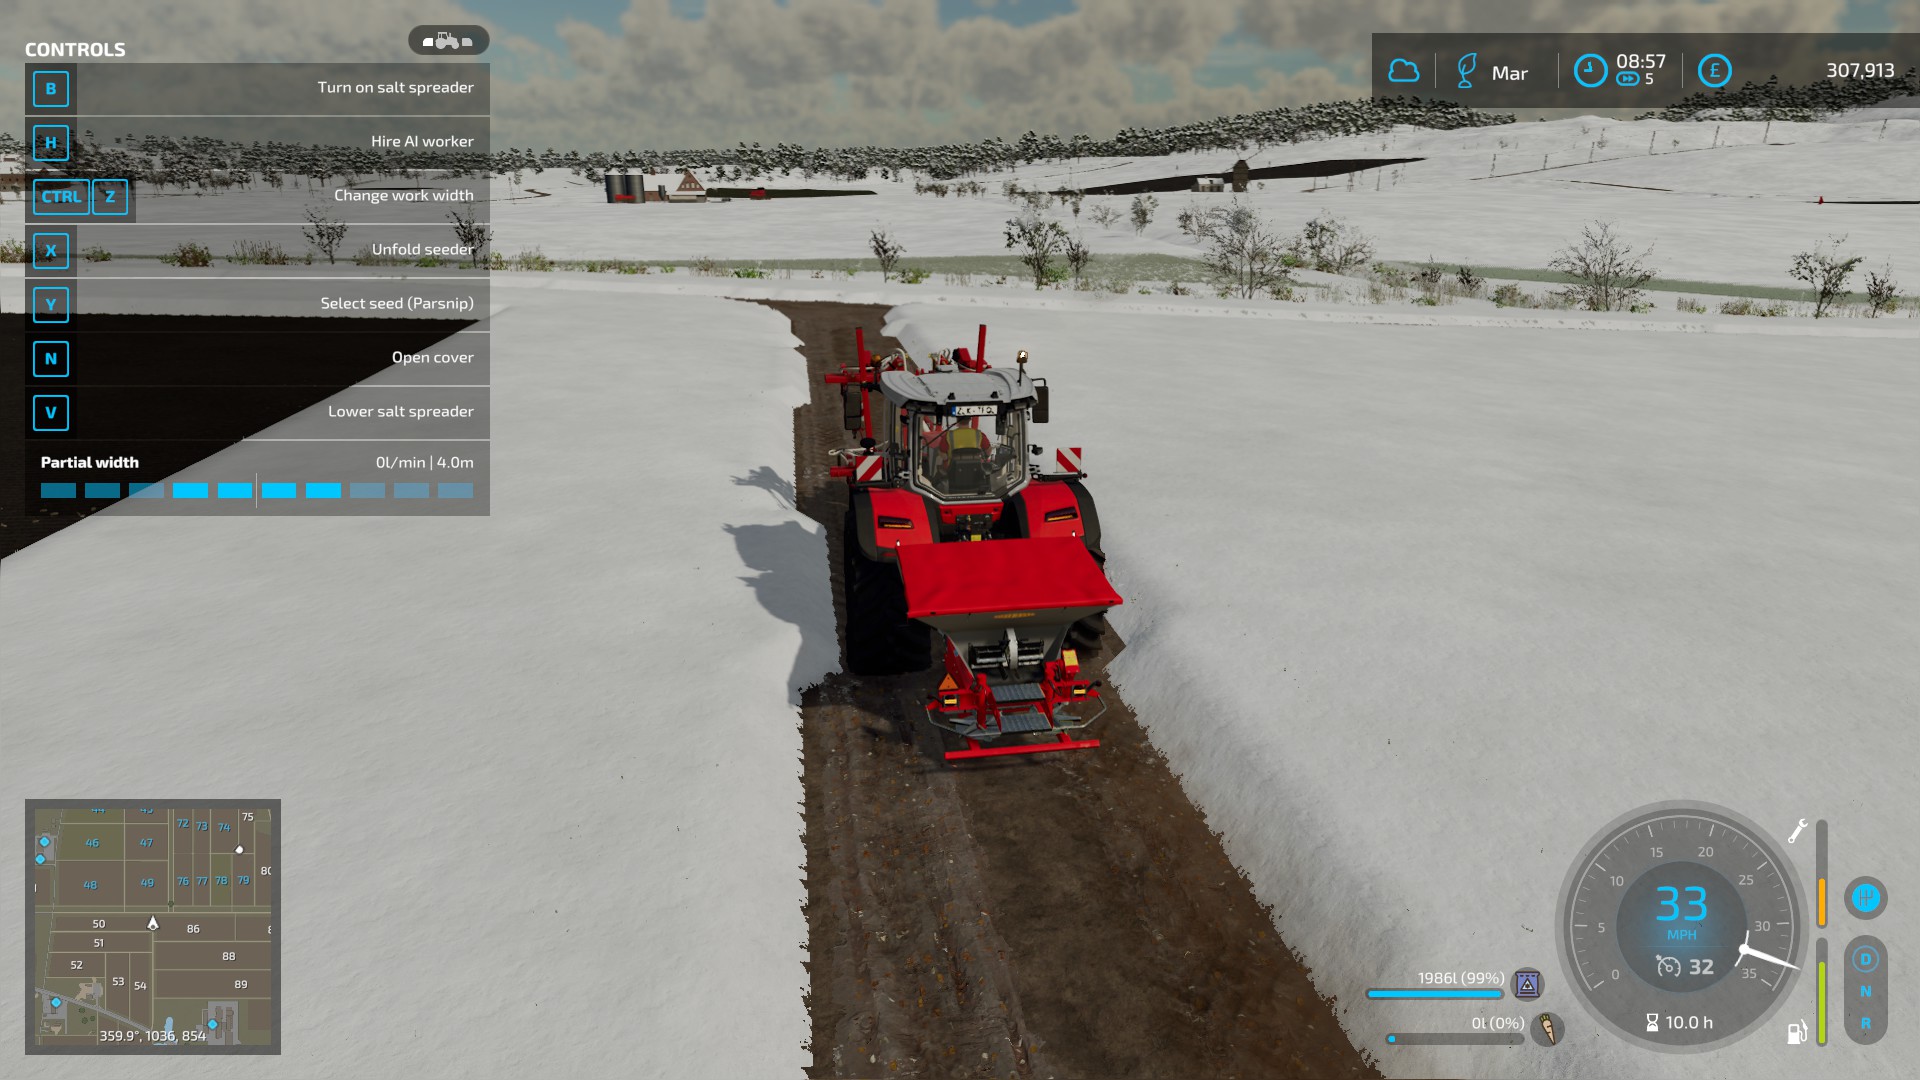 CONTROLS
B Turn on salt spreader
H Hire AI worker
CTRL Z Change work width
X Unfold seeder
Y Select seed (Parsnip)
N Open cover
V Lower salt spreader
Partial width 0l/min | 4.0m
Mar 08:57 5 £ 307,913
44 45 72 73 74 75
46 47
48 49 76 77 78 79 80
50 86
51
52 88
53 54 89
359.9°, 1036, 854
1986l (99%)
0l (0%)
0 5 10 15 20 25 30 35
33
MPH
32
10.0 h
D
N
R